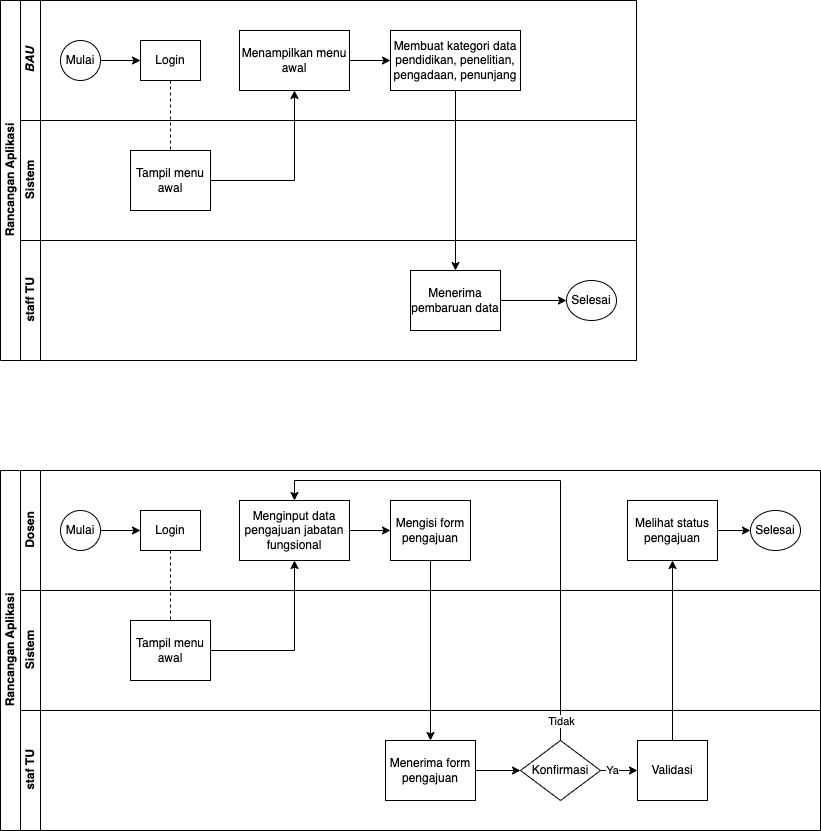 Rancangan Aplikasi
BAU
Mulai
Login
Menampilkan menu
awal
Membuat kategori data
pendidikan, penelitian,
pengadaan, penunjang
Sistem
Tampil menu
awal
staff TU
Menerima
pembaruan data
Selesai
Rancangan Aplikasi
Dosen
Mulai
Login
Menginput data
pengajuan jabatan
fungsional
Mengisi form
pengajuan
Melihat status
pengajuan
Selesai
Sistem
Tampil menu
awal
staf TU
Menerima form
pengajuan
Tidak
Konfirmasi
Ya
Validasi